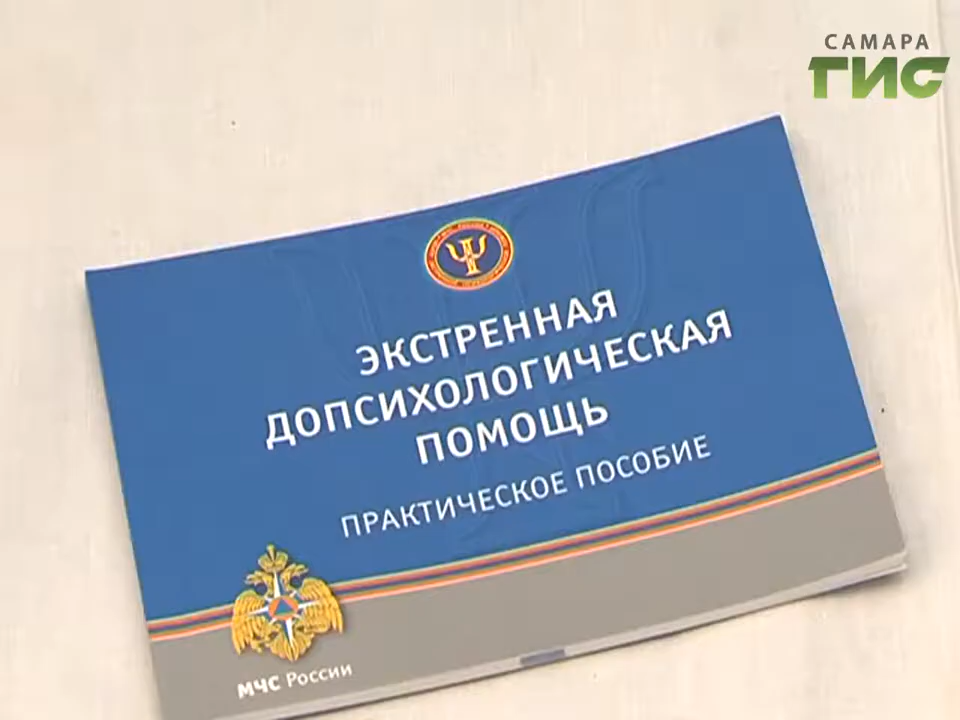 САМАРА
ГИС
ЭКСТРЕННАЯ
ДОПСИХОЛОГИЧЕСКАЯ
ПОМОЩЬ
ПРАКТИЧЕСКОЕ ПОСОБИЕ
МЧС России